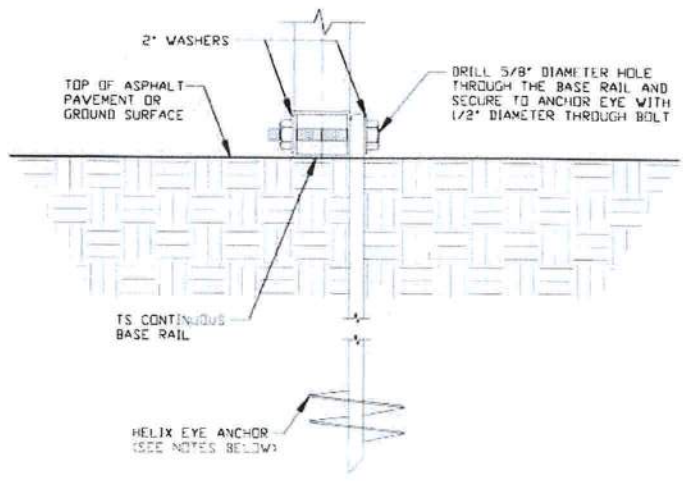 2" WASHERS
TOP OF ASPHALT
PAVEMENT OR
GROUND SURFACE
DRILL 5/8" DIAMETER HOLE
THROUGH THE BASE RAIL AND
SECURE TO ANCHOR EYE WITH
1/2" DIAMETER THROUGH BOLT
TS CONTINUOUS
BASE RAIL
HELIX EYE ANCHOR
(SEE NOTES BELOW)